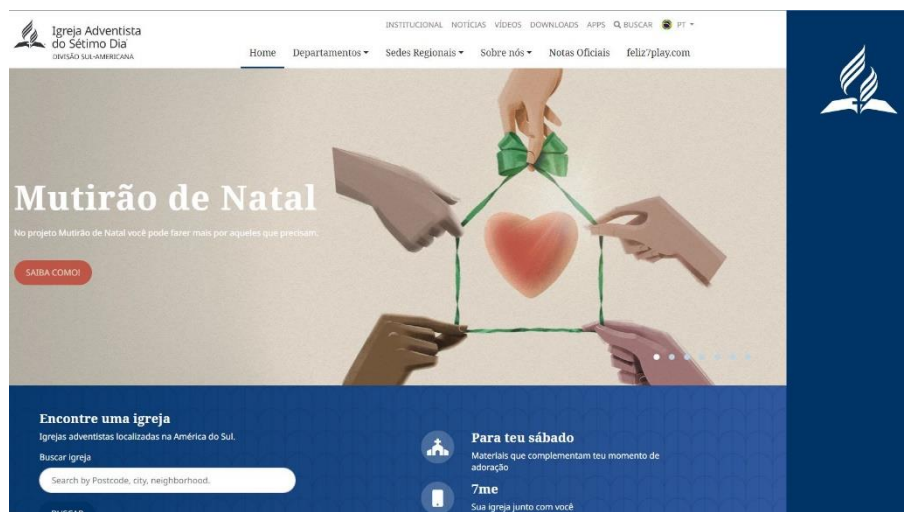 Igreja Adventista
do Sétimo Dia
DIVISÃO SUL-AMERICANA
INSTITUCIONAL NOTÍCIAS VÍDEOS DOWNLOADS APPS BUSCAR PT
Home Departamentos Sedes Regionais Sobre nós Notas Oficiais feliz7play.com
Mutirão de Natal
No projeto Mutirão de Natal você pode fazer mais por aqueles que precisam.
SAIBA COMO!
Encontre uma igreja
Igrejas adventistas localizadas na América do Sul.
Buscar igreja
Search by Postcode, city, neighborhood.
BUSCAR
Para teu sábado
Materiais que complementam teu momento de
adoração
7me
Sua igreja junto com você